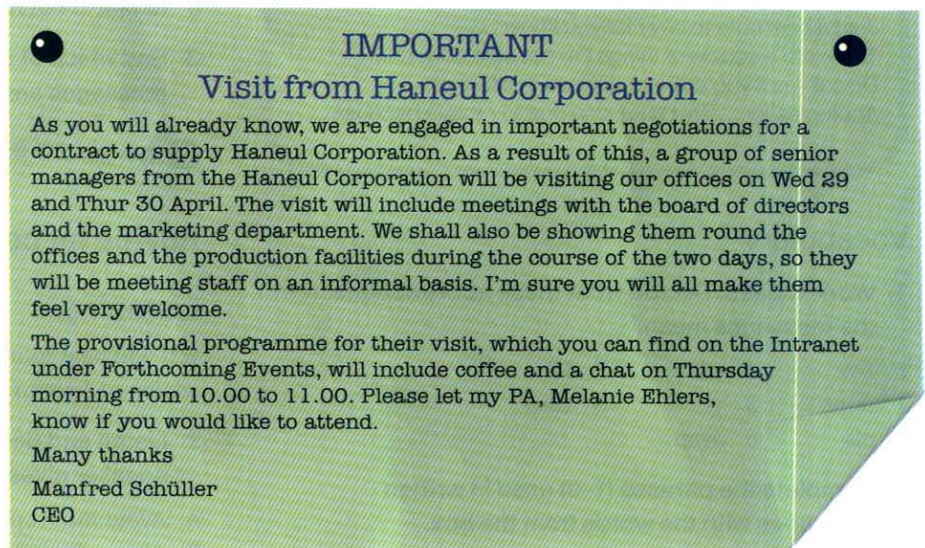 IMPORTANT
Visit from Haneul Corporation
As you will already know, we are engaged in important negotiations for a
contract to supply Haneul Corporation. As a result of this, a group of senior
managers from the Haneul Corporation will be visiting our offices on Wed 29
and Thur 30 April. The visit will include meetings with the board of directors
and the marketing department. We shall also be showing them round the
offices and the production facilities during the course of the two days, so they
will be meeting staff on an informal basis. I'm sure you will all make them
feel very welcome.
The provisional programme for their visit, which you can find on the Intranet
under Forthcoming Events, will include coffee and a chat on Thursday
morning from 10.00 to 11.00. Please let my PA, Melanie Ehlers,
know if you would like to attend.
Many thanks
Manfred Schüller
CEO